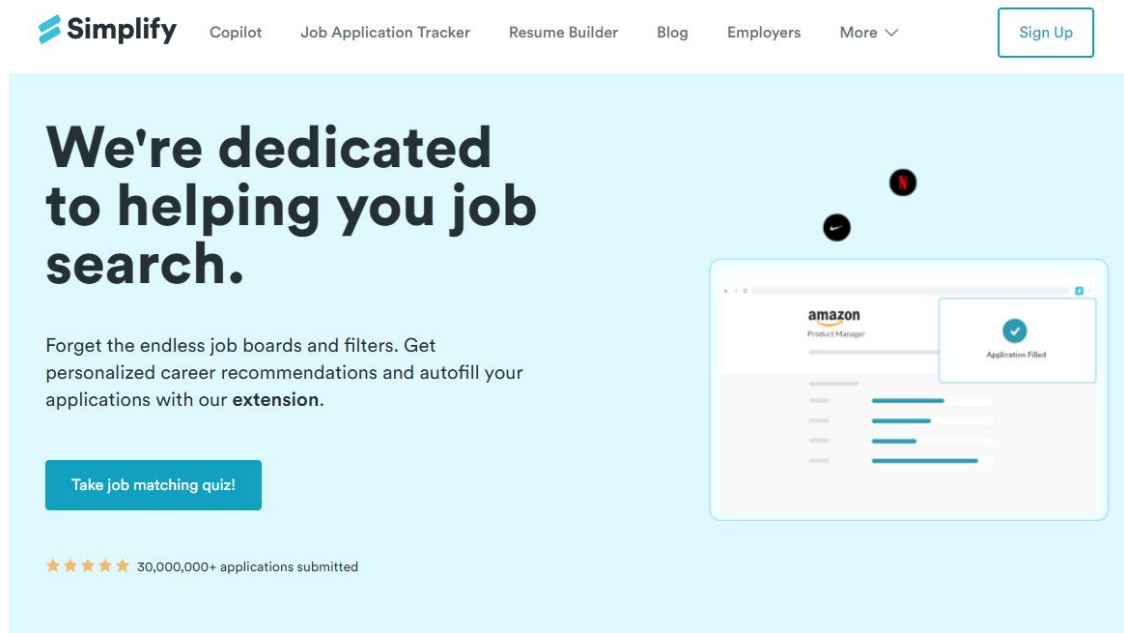 Simplify
Copilot
Job Application Tracker
Resume Builder
Blog
Employers
More
Sign Up
We're dedicated
to helping you job
search.
Forget the endless job boards and filters. Get
personalized career recommendations and autofill your
applications with our extension.
Take job matching quiz!
30,000,000+ applications submitted
N
amazon
Product Manager
Application Filled